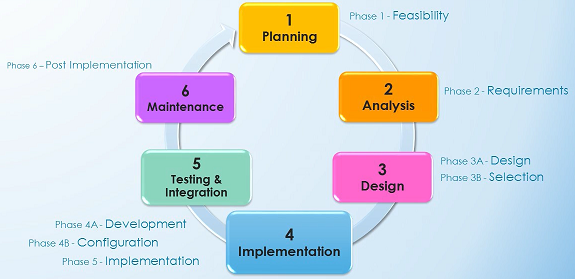 1
Planning
Phase 1 - Feasibility
2
Analysis
Phase 2 - Requirements
3
Design
Phase 3A - Design
Phase 3B - Selection
4
Implementation
Phase 4A - Development
Phase 4B - Configuration
Phase 5 - Implementation
5
Testing &
Integration
6
Maintenance
Phase 6 – Post Implementation